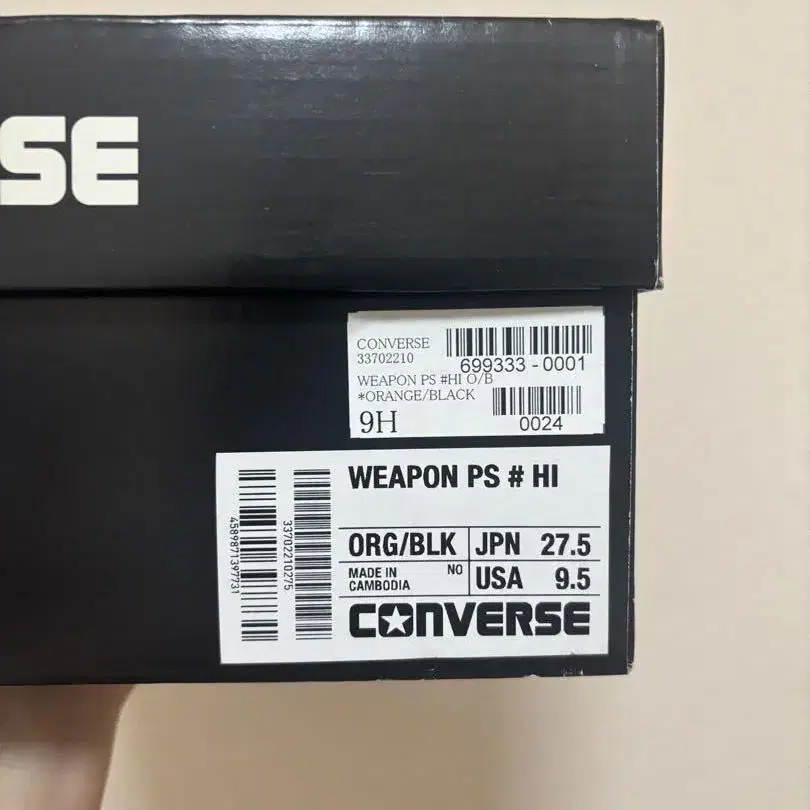 SE
CONVERSE
33702210
699333-0001
WEAPON PS #HI O/B
*ORANGE/BLACK
9H
0024
4589871397731
33702210275
WEAPON PS # HI
ORG/BLK JPN 27.5
MADE IN CAMBODIA NO USA 9.5
CONVERSE